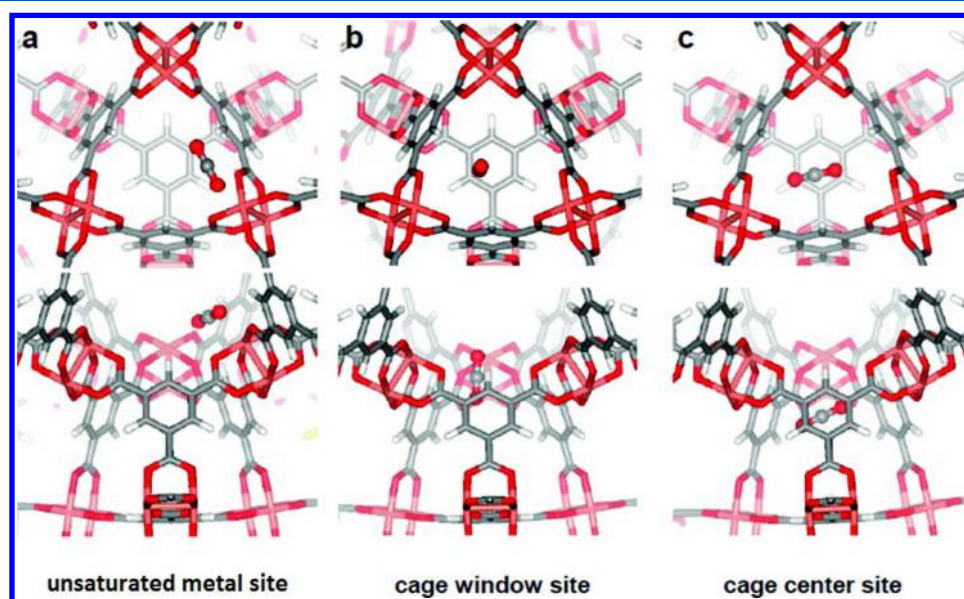 a
b
c
unsaturated metal site
cage window site
cage center site